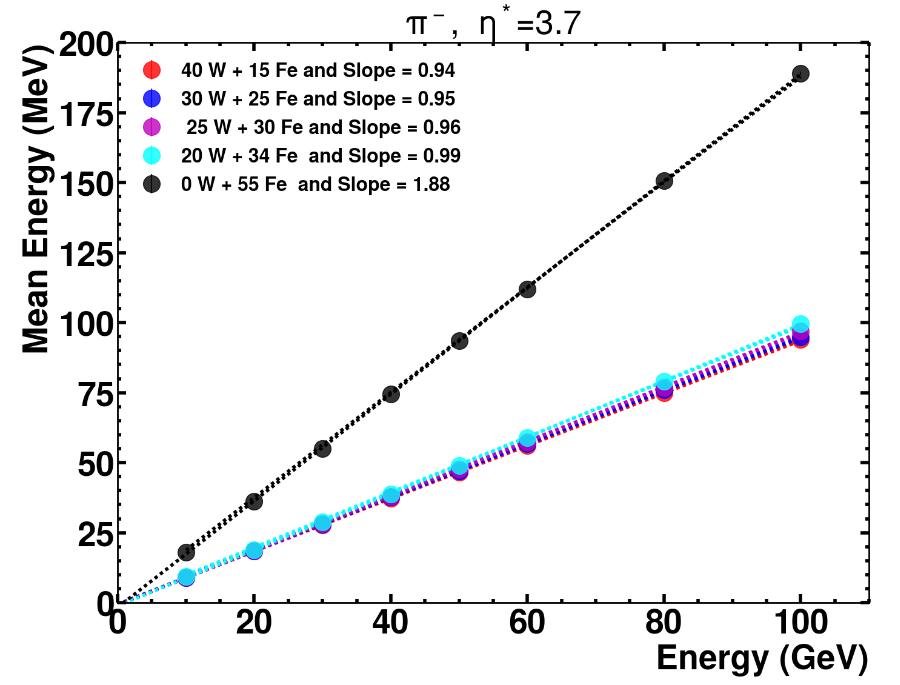 π⁻, η*=3.7
Mean Energy (MeV)
200
175
150
125
100
75
50
25
0
40 W + 15 Fe and Slope = 0.94
30 W + 25 Fe and Slope = 0.95
25 W + 30 Fe and Slope = 0.96
20 W + 34 Fe and Slope = 0.99
0 W + 55 Fe and Slope = 1.88
0 20 40 60 80 100
Energy (GeV)